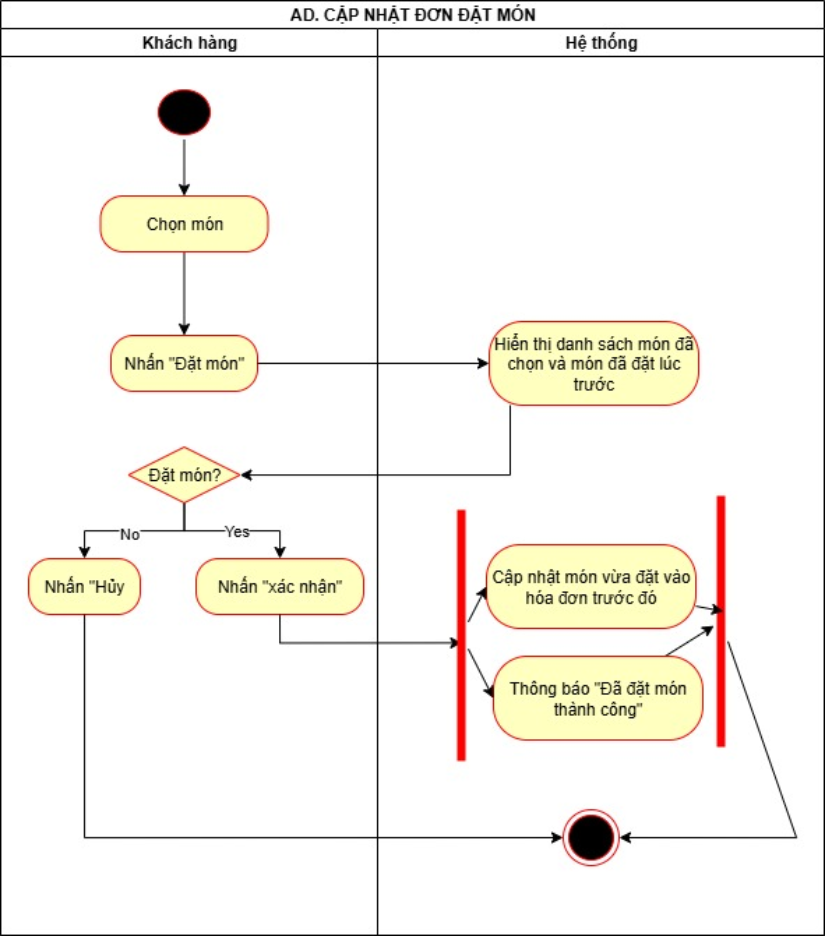 AD. CẬP NHẬT ĐƠN ĐẶT MÓN
Khách hàng
Hệ thống
Chọn món
Nhấn "Đặt món"
Hiển thị danh sách món đã
chọn và món đã đặt lúc
trước
Đặt món?
No
Yes
Nhấn "Hủy
Nhấn "xác nhận"
Cập nhật món vừa đặt vào
hóa đơn trước đó
Thông báo "Đã đặt món
thành công"